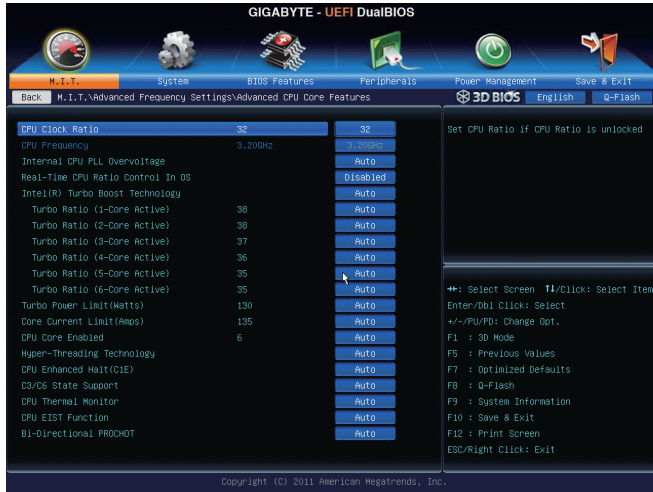 GIGABYTE - UEFI DualBIOS
M.I.T. System BIOS Features Peripherals Power Management Save & Exit
Back M.I.T.\Advanced Frequency Settings\Advanced CPU Core Features 3D BIOS English Q-Flash
CPU Clock Ratio 32 32
CPU Frequency 3.20GHz 3.20GHz
Internal CPU PLL Overvoltage Auto
Real-Time CPU Ratio Control In OS Disabled
Intel(R) Turbo Boost Technology Auto
Turbo Ratio (1-Core Active) 38 Auto
Turbo Ratio (2-Core Active) 38 Auto
Turbo Ratio (3-Core Active) 37 Auto
Turbo Ratio (4-Core Active) 36 Auto
Turbo Ratio (5-Core Active) 35 Auto
Turbo Ratio (6-Core Active) 35 Auto
Turbo Power Limit(Watts) 130 Auto
Core Current Limit(Amps) 135 Auto
CPU Core Enabled 6 Auto
Hyper-Threading Technology Auto
CPU Enhanced Halt(C1E) Auto
C3/C6 State Support Auto
CPU Thermal Monitor Auto
CPU EIST Function Auto
Bi-Directional PROCHOT Auto
Set CPU Ratio if CPU Ratio is unlocked
→←: Select Screen ↑↓/Click: Select Item
Enter/Dbl Click: Select
+/-/PU/PD: Change Opt.
F1 : 3D Mode
F5 : Previous Values
F7 : Optimized Defaults
F8 : Q-Flash
F9 : System Information
F10 : Save & Exit
F12 : Print Screen
ESC/Right Click: Exit
Copyright (C) 2011 American Megatrends, Inc.